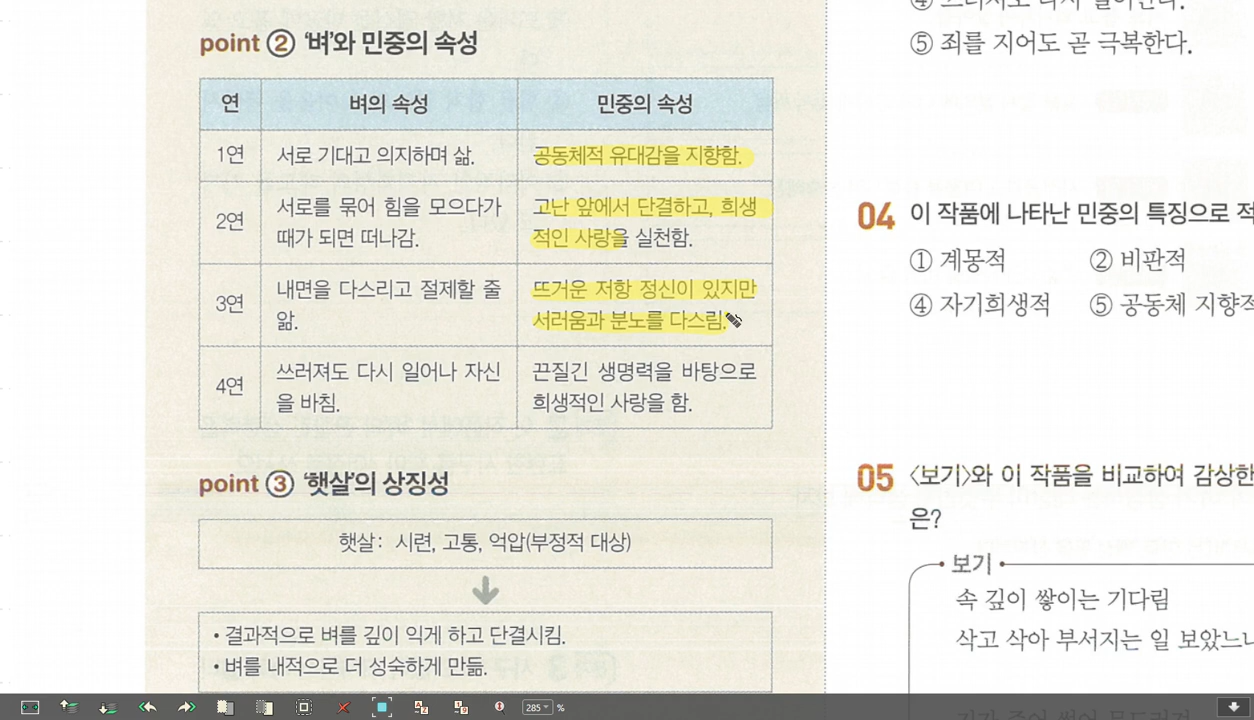 point ② ‘벼’와 민중의 속성
연 벼의 속성 민중의 속성
1연 서로 기대고 의지하며 삶. 공동체적 유대감을 지향함.
2연 서로를 묶어 힘을 모으다가 때가 되면 떠나감. 고난 앞에서 단결하고, 희생적인 사랑을 실천함.
3연 내면을 다스리고 절제할 줄 앎. 뜨거운 저항 정신이 있지만 서러움과 분노를 다스림.
4연 쓰러져도 다시 일어나 자신을 바침. 끈질긴 생명력을 바탕으로 희생적인 사랑을 함.
point ③ ‘햇살’의 상징성
햇살: 시련, 고통, 억압(부정적 대상)
• 결과적으로 벼를 깊이 익게 하고 단결시킴.
• 벼를 내적으로 더 성숙하게 만듦.
⑤ 죄를 지어도 곧 극복한다.
04 이 작품에 나타난 민중의 특징으로 적
① 계몽적 ② 비판적
④ 자기희생적 ⑤ 공동체 지향적
05 <보기>와 이 작품을 비교하여 감상한
은?
보기
속 깊이 쌓이는 기다림
삭고 삭아 부서지는 일 보았느냐
285 %